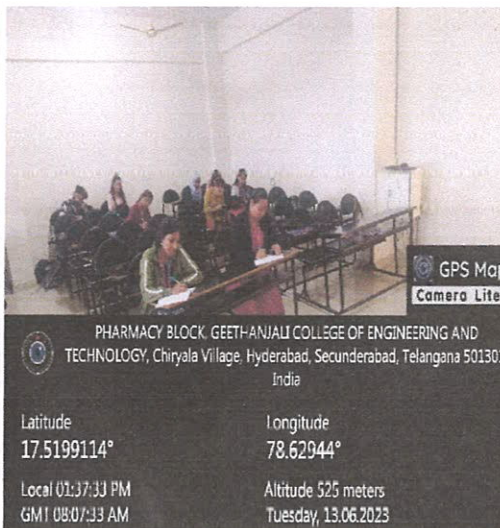 GPS Map
Camera Lite
PHARMACY BLOCK, GEETHANJALI COLLEGE OF ENGINEERING AND
TECHNOLOGY, Chiryala Village, Hyderabad, Secunderabad, Telangana 501301
India
Latitude
17.5199114°
Longitude
78.62944°
Local 01:37:33 PM
GMT 08:07:33 AM
Altitude 525 meters
Tuesday, 13.06.2023